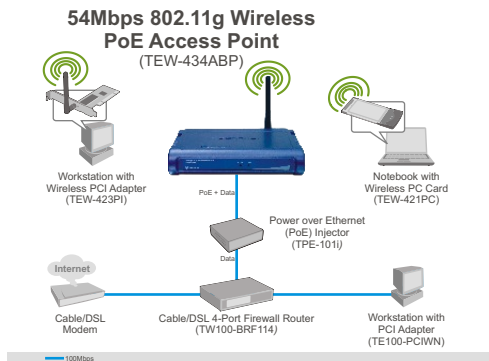 54Mbps 802.11g Wireless
PoE Access Point
(TEW-434ABP)
Workstation with
Wireless PCI Adapter
(TEW-423PI)
Notebook with
Wireless PC Card
(TEW-421PC)
PoE + Data
Power over Ethernet
(PoE) Injector
(TPE-101i)
Data
Internet
Cable/DSL
Modem
Cable/DSL 4-Port Firewall Router
(TW100-BRF114)
Workstation with
PCI Adapter
(TE100-PCIWN)
100Mbps